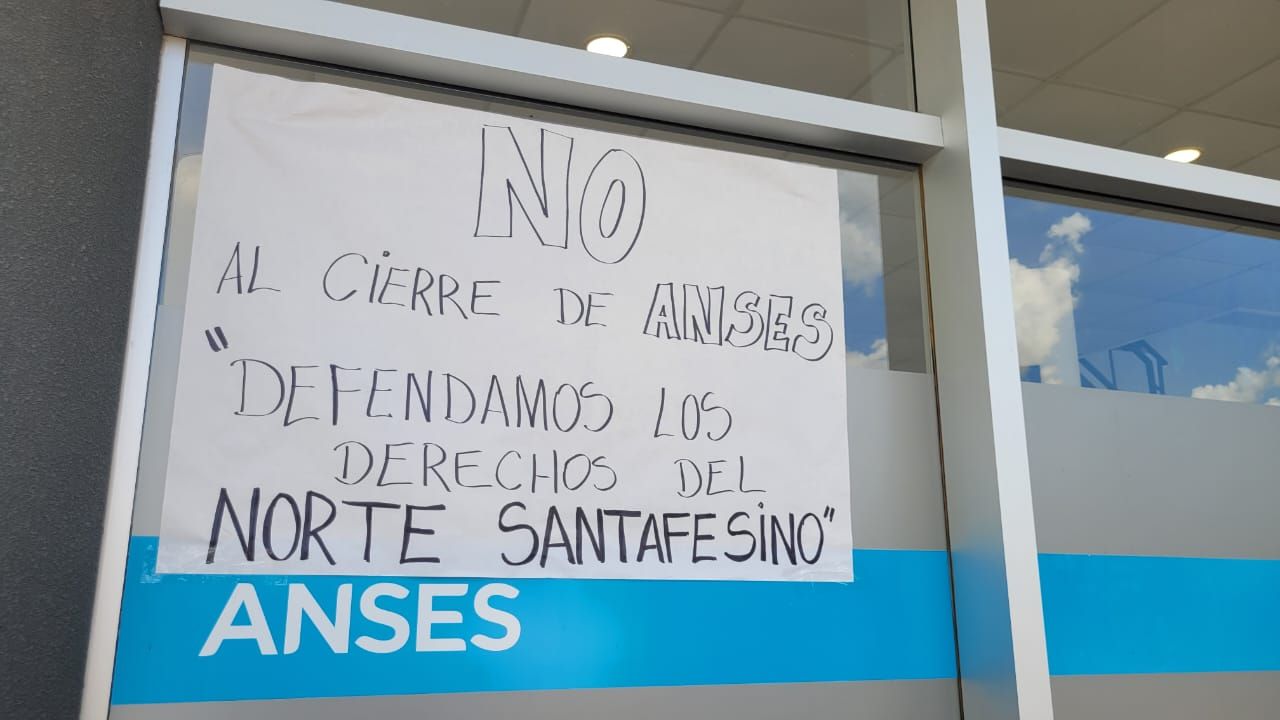 NO
AL CIERRE DE ANSES
"DEFENDAMOS LOS
DERECHOS DEL
NORTE SANTAFESINO"
ANSES